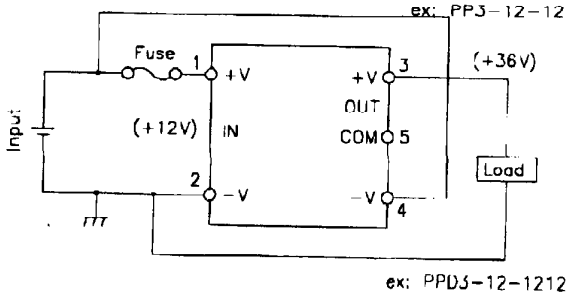 ex: PP3-12-12
Fuse
1
+V
3
+V
(+36V)
OUT
Input
(+12V)
IN
COM
5
Load
2
-V
-V
4
ex: PPD3-12-1212